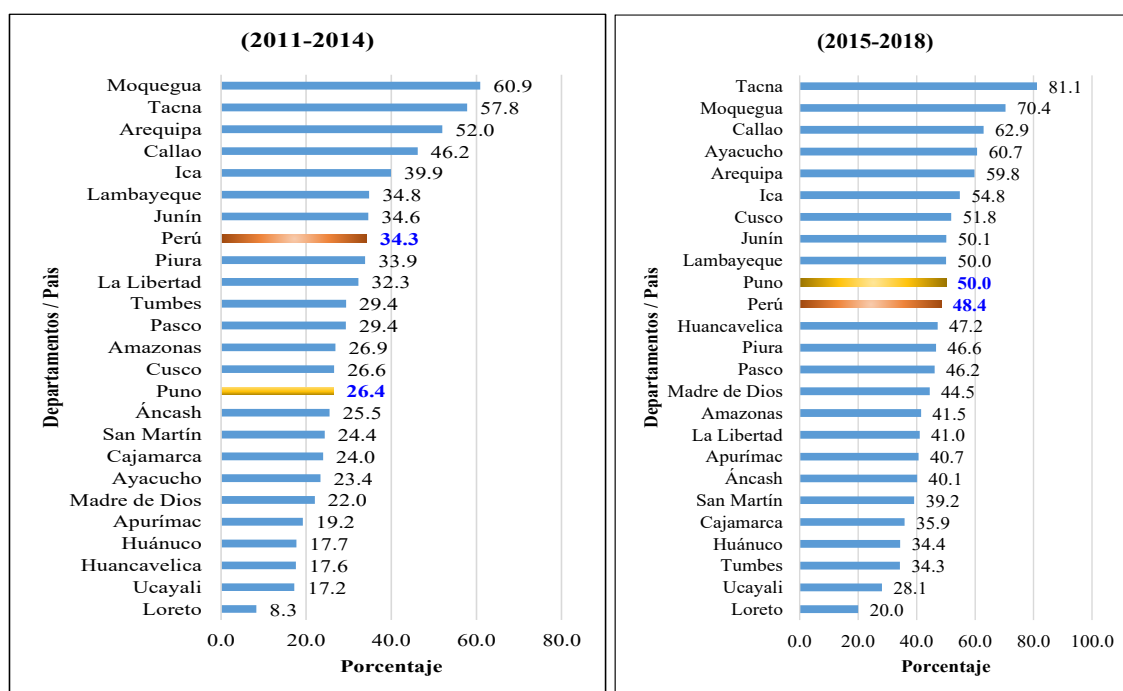 (2011-2014)
Departamentos / Pais
Moquegua 60.9
Tacna 57.8
Arequipa 52.0
Callao 46.2
Ica 39.9
Lambayeque 34.8
Junín 34.6
Perú 34.3
Piura 33.9
La Libertad 32.3
Tumbes 29.4
Pasco 29.4
Amazonas 26.9
Cusco 26.6
Puno 26.4
Áncash 25.5
San Martín 24.4
Cajamarca 24.0
Ayacucho 23.4
Madre de Dios 22.0
Apurímac 19.2
Huánuco 17.7
Huancavelica 17.6
Ucayali 17.2
Loreto 8.3
0.0 20.0 40.0 60.0 80.0
Porcentaje
(2015-2018)
Departamentos / Pais
Tacna 81.1
Moquegua 70.4
Callao 62.9
Ayacucho 60.7
Arequipa 59.8
Ica 54.8
Cusco 51.8
Junín 50.1
Lambayeque 50.0
Puno 50.0
Perú 48.4
Huancavelica 47.2
Piura 46.6
Pasco 46.2
Madre de Dios 44.5
Amazonas 41.5
La Libertad 41.0
Apurímac 40.7
Áncash 40.1
San Martín 39.2
Cajamarca 35.9
Huánuco 34.4
Tumbes 34.3
Ucayali 28.1
Loreto 20.0
0.0 20.0 40.0 60.0 80.0 100.0
Porcentaje